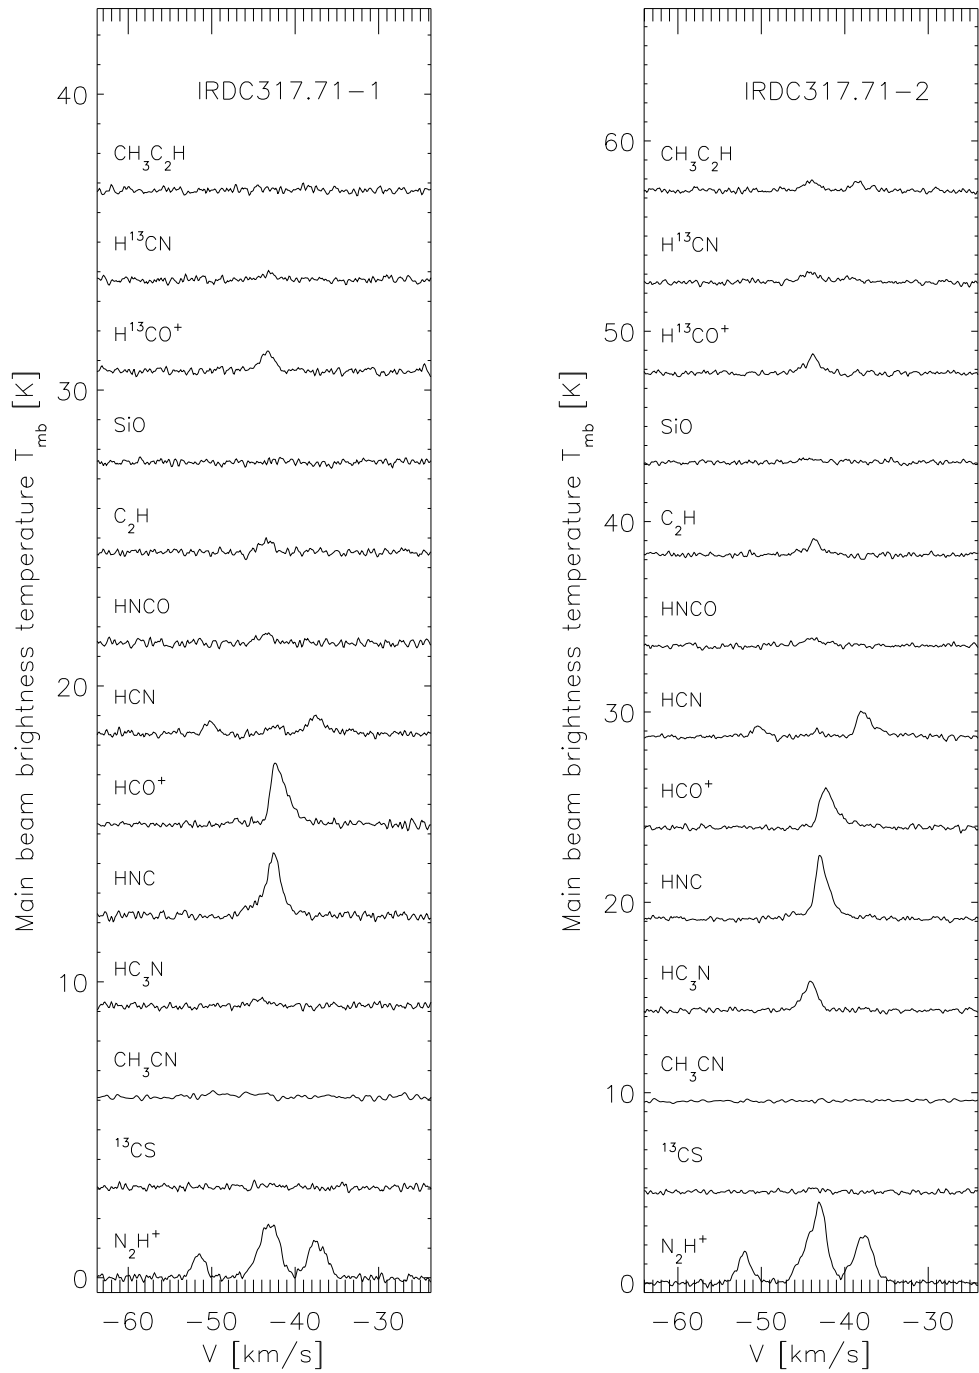 IRDC317.71−1
CH₃C₂H
H¹³CN
H¹³CO⁺
SiO
C₂H
HNCO
HCN
HCO⁺
HNC
HC₃N
CH₃CN
¹³CS
N₂H⁺
40
30
20
10
0
Main beam brightness temperature T_mb [K]
−60 −50 −40 −30
V [km/s]
IRDC317.71−2
CH₃C₂H
H¹³CN
H¹³CO⁺
SiO
C₂H
HNCO
HCN
HCO⁺
HNC
HC₃N
CH₃CN
¹³CS
N₂H⁺
60
50
40
30
20
10
0
Main beam brightness temperature T_mb [K]
−60 −50 −40 −30
V [km/s]